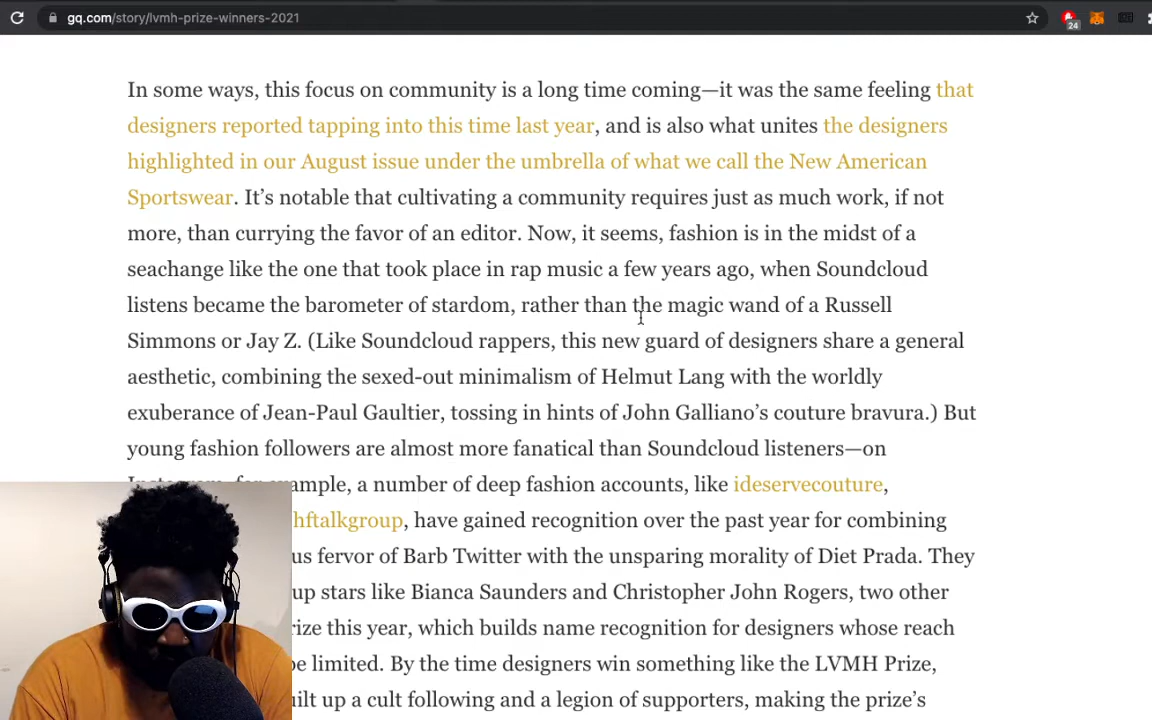 gq.com/story/lvmh-prize-winners-2021
24
In some ways, this focus on community is a long time coming—it was the same feeling that
designers reported tapping into this time last year, and is also what unites the designers
highlighted in our August issue under the umbrella of what we call the New American
Sportswear. It’s notable that cultivating a community requires just as much work, if not
more, than currying the favor of an editor. Now, it seems, fashion is in the midst of a
seachange like the one that took place in rap music a few years ago, when Soundcloud
listens became the barometer of stardom, rather than the magic wand of a Russell
Simmons or Jay Z. (Like Soundcloud rappers, this new guard of designers share a general
aesthetic, combining the sexed-out minimalism of Helmut Lang with the worldly
exuberance of Jean-Paul Gaultier, tossing in hints of John Galliano’s couture bravura.) But
young fashion followers are almost more fanatical than Soundcloud listeners—on
a number of deep fashion accounts, like ideservecouture,
hftalkgroup, have gained recognition over the past year for combining
fervor of Barb Twitter with the unsparing morality of Diet Prada. They
up stars like Bianca Saunders and Christopher John Rogers, two other
this year, which builds name recognition for designers whose reach
be limited. By the time designers win something like the LVMH Prize,
up a cult following and a legion of supporters, making the prize’s